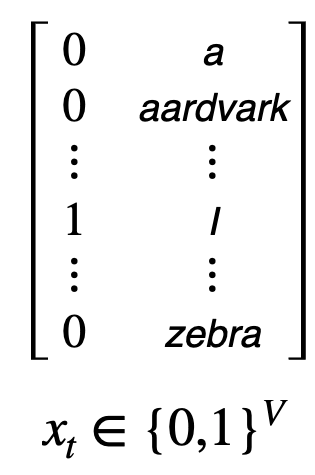 0 a
0 aardvark
⋮ ⋮
1 I
⋮ ⋮
0 zebra
x_t ∈ {0,1}^V